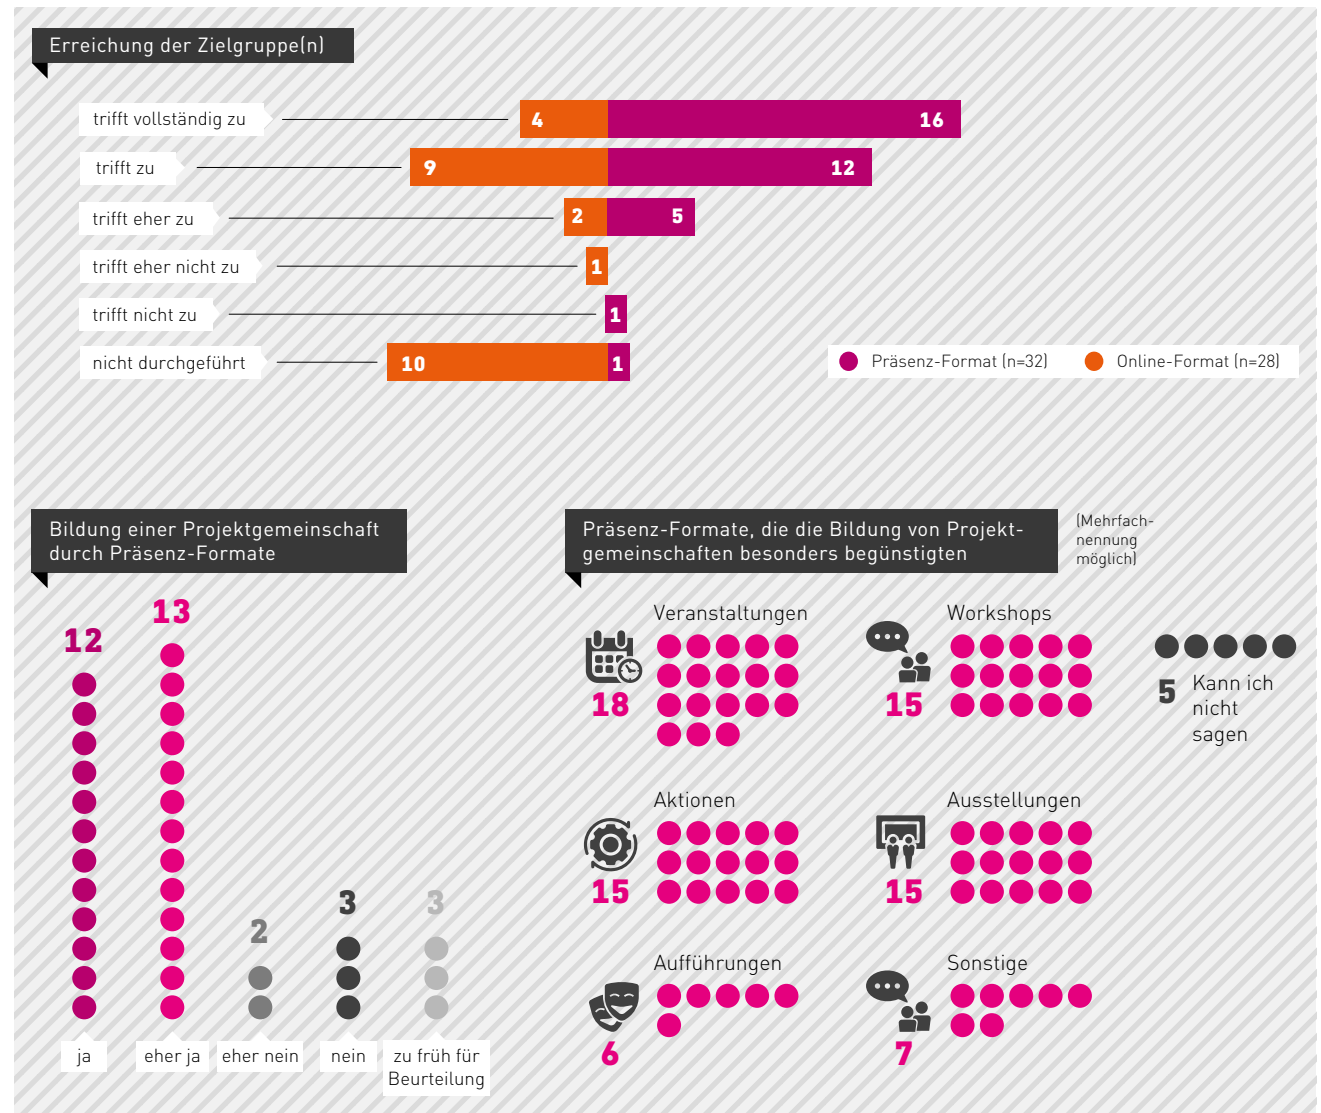 Erreichung der Zielgruppe(n)
trifft vollständig zu
4
16
trifft zu
9
12
trifft eher zu
2
5
trifft eher nicht zu
1
trifft nicht zu
1
nicht durchgeführt
10
1
Präsenz-Format (n=32)
Online-Format (n=28)
Bildung einer Projektgemeinschaft
durch Präsenz-Formate
12
13
2
3
3
ja
eher ja
eher nein
nein
zu früh für
Beurteilung
Präsenz-Formate, die die Bildung von Projekt-
gemeinschaften besonders begünstigten
(Mehrfach-
nennung
möglich)
Veranstaltungen
18
Workshops
15
5
Kann ich
nicht
sagen
Aktionen
15
Ausstellungen
15
Aufführungen
6
Sonstige
7